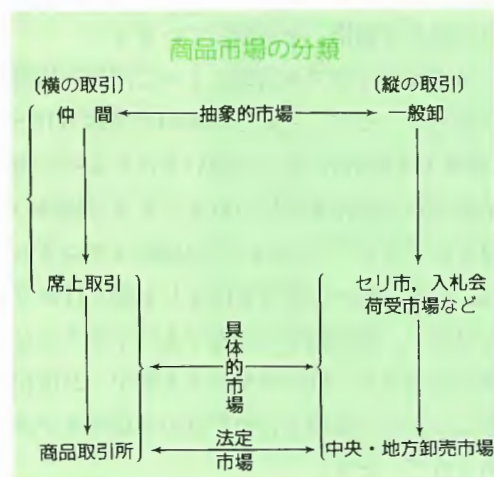 商品市場の分類
(横の取引) (縦の取引)
仲間 抽象的市場 一般卸
席上取引 セリ市，入札会
荷受市場など
具体的市場
商品取引所 法定市場 中央・地方卸売市場